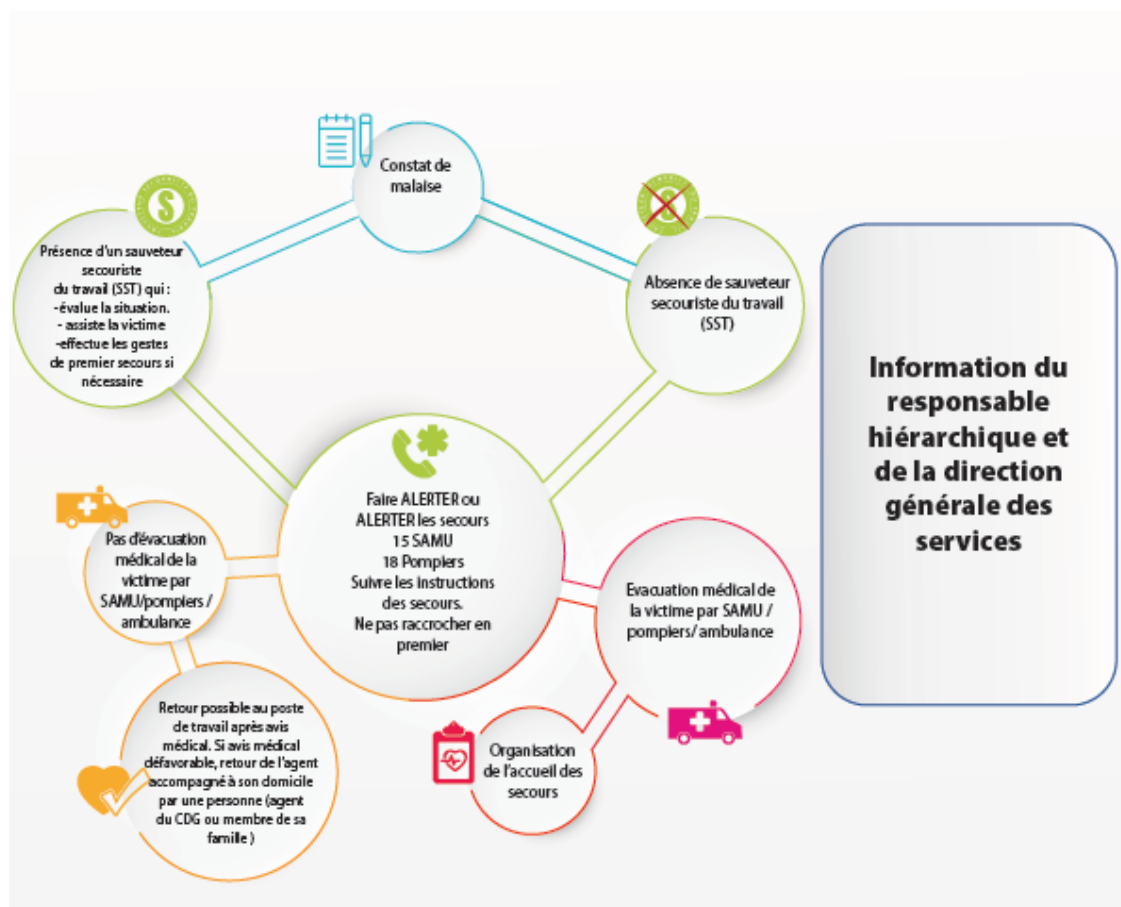 Constat de
malaise
Présence d'un sauveteur
secouriste
du travail (SST) qui :
-évalue la situation.
- assiste la victime
-effectue les gestes
de premier secours si
nécessaire
Absence de sauveteur
secouriste du travail
(SST)
Information du
responsable
hiérarchique et
de la direction
générale des
services
Faire ALERTER ou
ALERTER les secours
15 SAMU
18 Pompiers
Suivre les instructions
des secours.
Ne pas raccrocher en
premier
Pas d'évacuation
médical de la
victime par
SAMU/pompiers /
ambulance
Evacuation médical de
la victime par SAMU /
pompiers/ ambulance
Retour possible au poste
de travail après avis
médical. Si avis médical
défavorable, retour de l'agent
accompagné à son domicile
par une personne (agent
du CDG ou membre de sa
famille )
Organisation
de l'accueil des
secours